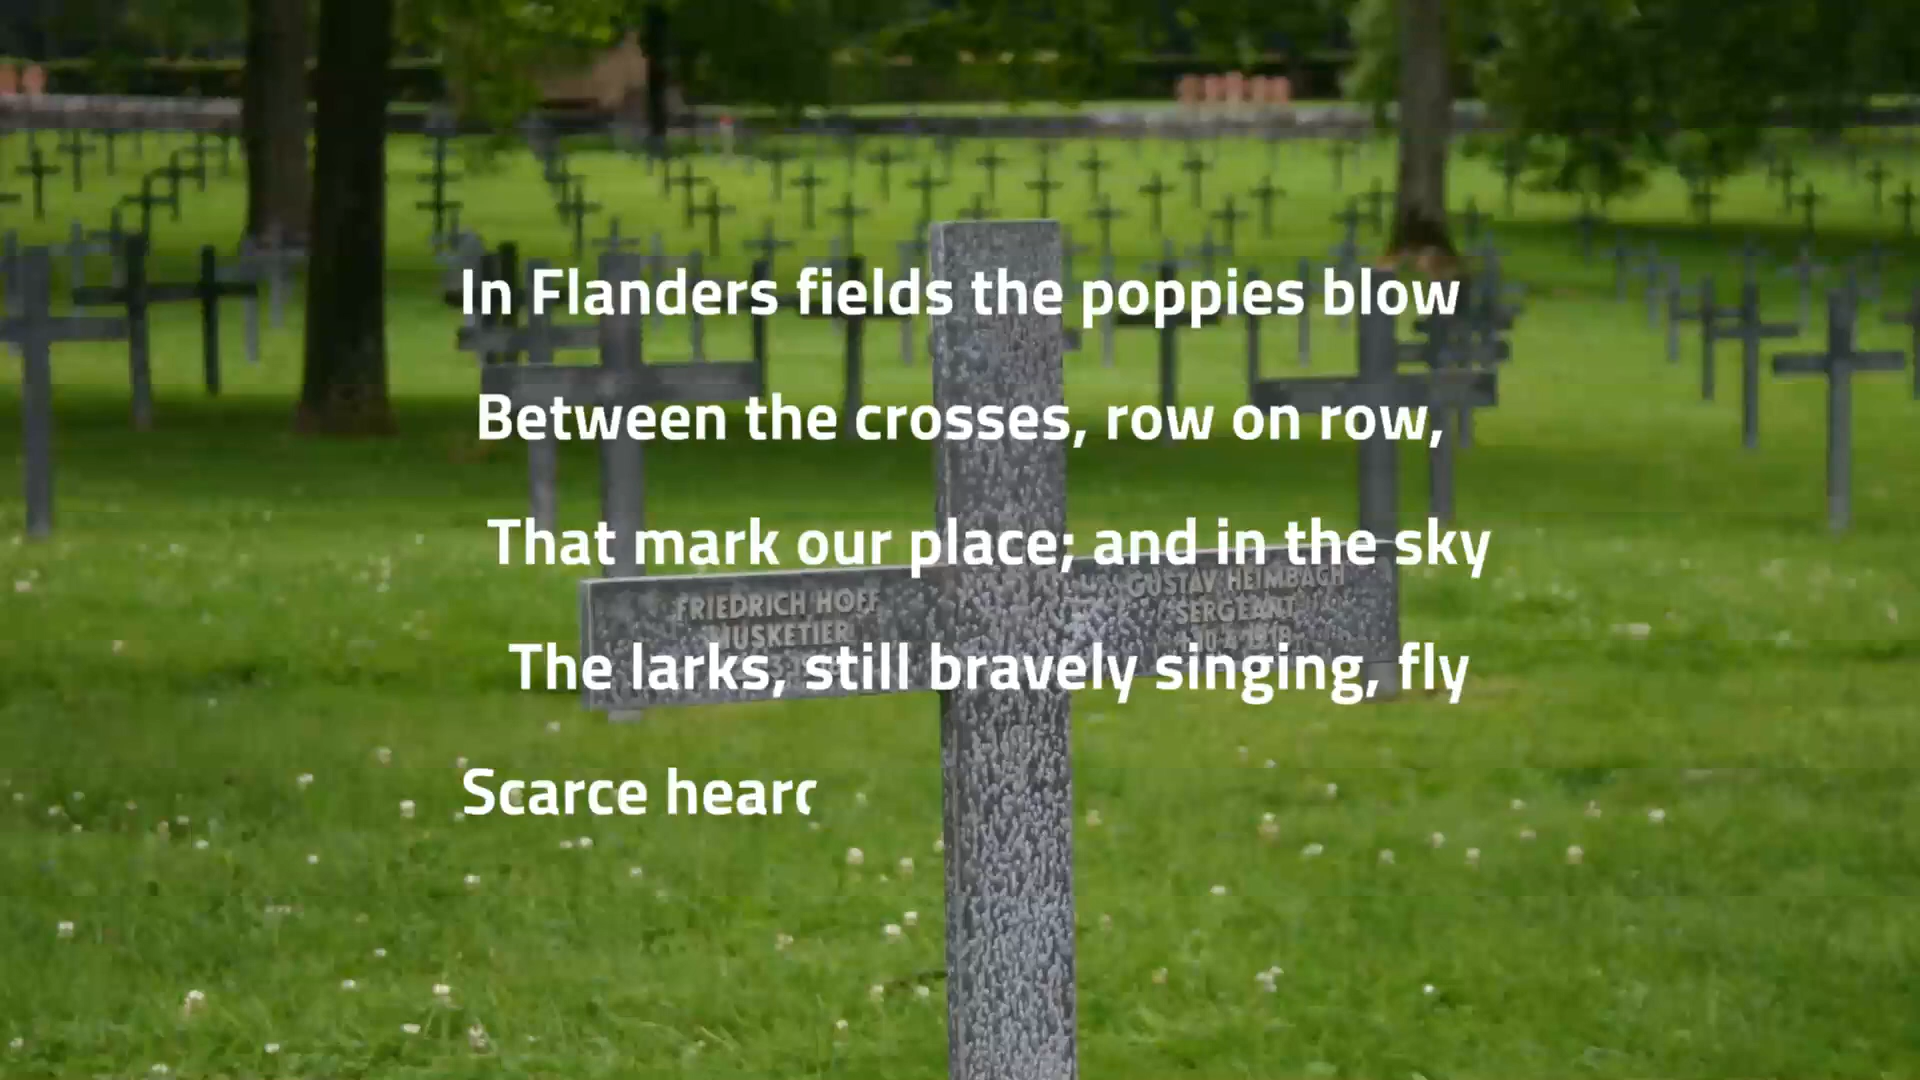 In Flanders fields the poppies blow
Between the crosses, row on row,
That mark our place; and in the sky
The larks, still bravely singing, fly
Scarce hear
FRIEDRICH HOFF
MUSKETIER
GUSTAV HEIMBACH
SERGEANT